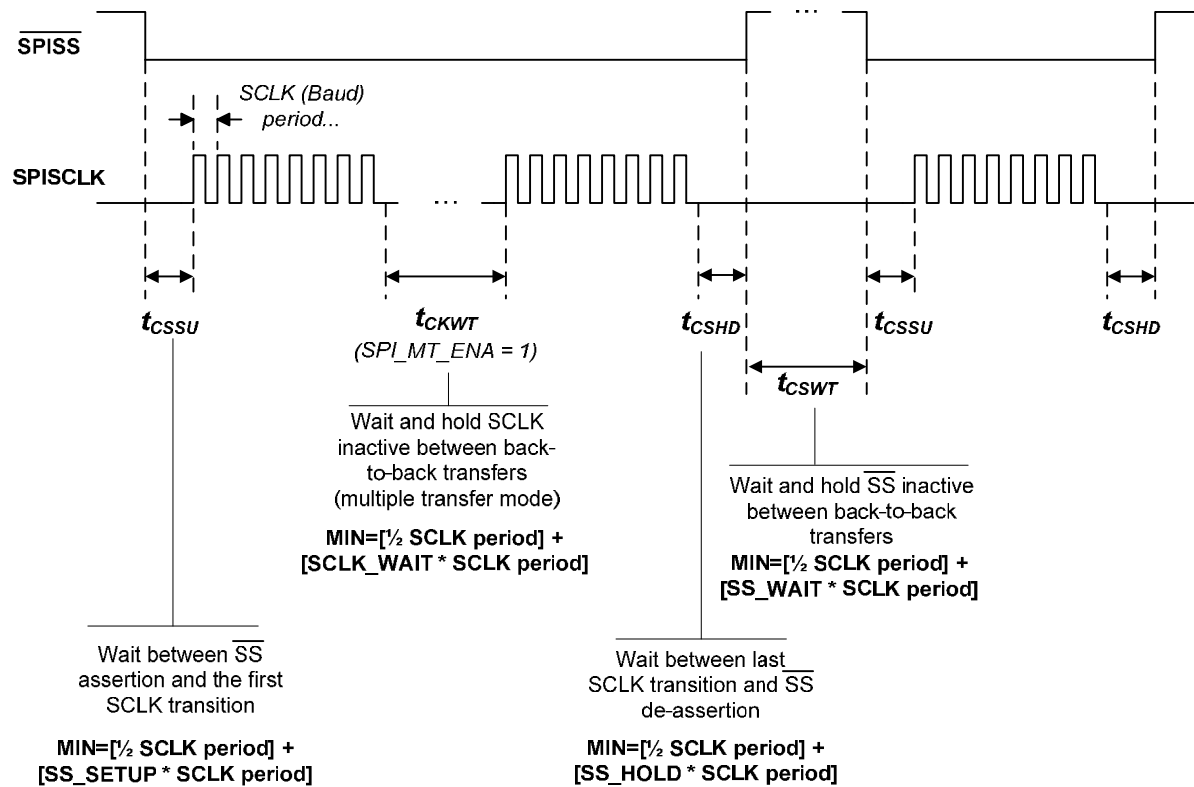 SPISS
...
SCLK (Baud)
period...
SPISCLK
...
tCSSU
tCKWT
(SPI_MT_ENA = 1)
tCSHD
tCSSU
tCSHD
tCSWT
Wait and hold SCLK
inactive between back-
to-back transfers
(multiple transfer mode)
MIN=[½ SCLK period] +
[SCLK_WAIT * SCLK period]
Wait and hold SS inactive
between back-to-back
transfers
MIN=[½ SCLK period] +
[SS_WAIT * SCLK period]
Wait between SS
assertion and the first
SCLK transition
MIN=[½ SCLK period] +
[SS_SETUP * SCLK period]
Wait between last
SCLK transition and SS
de-assertion
MIN=[½ SCLK period] +
[SS_HOLD * SCLK period]